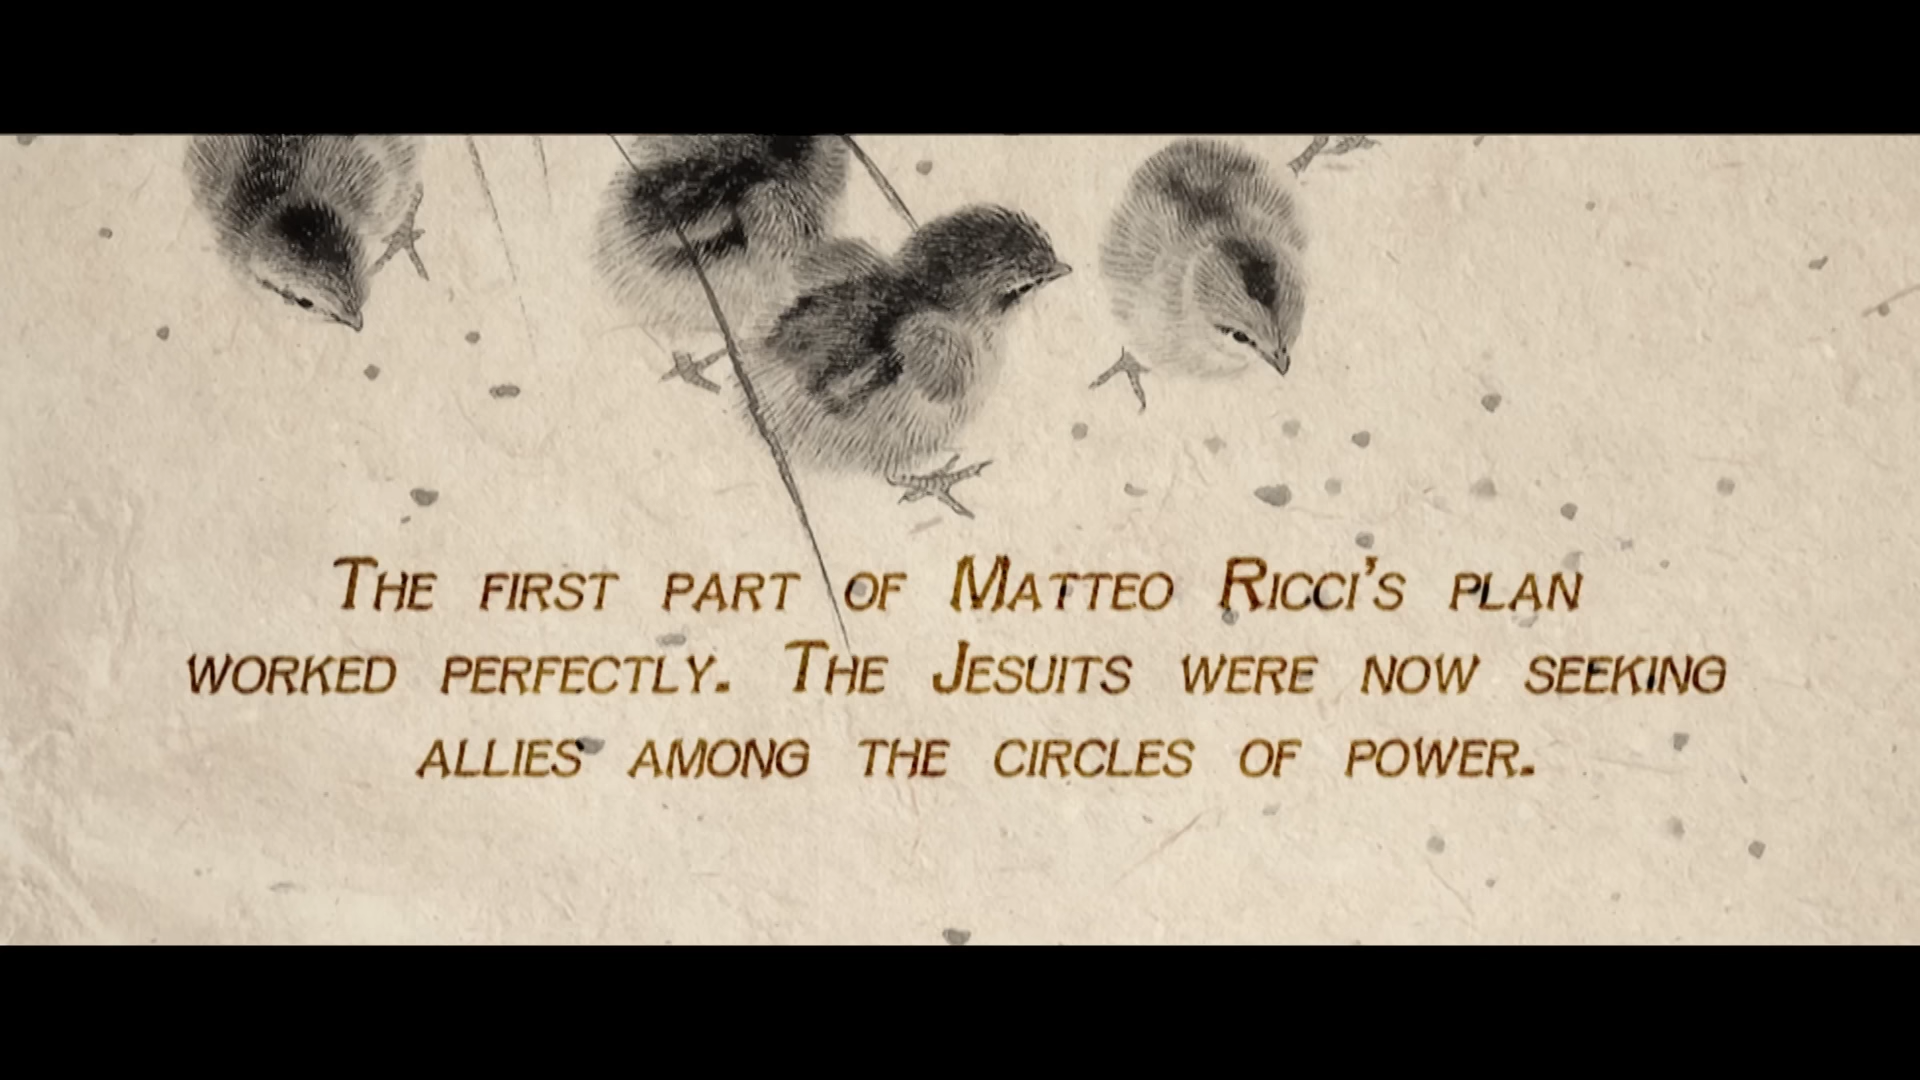 The first part of Matteo Ricci's plan
worked perfectly. The Jesuits were now seeking
allies among the circles of power.